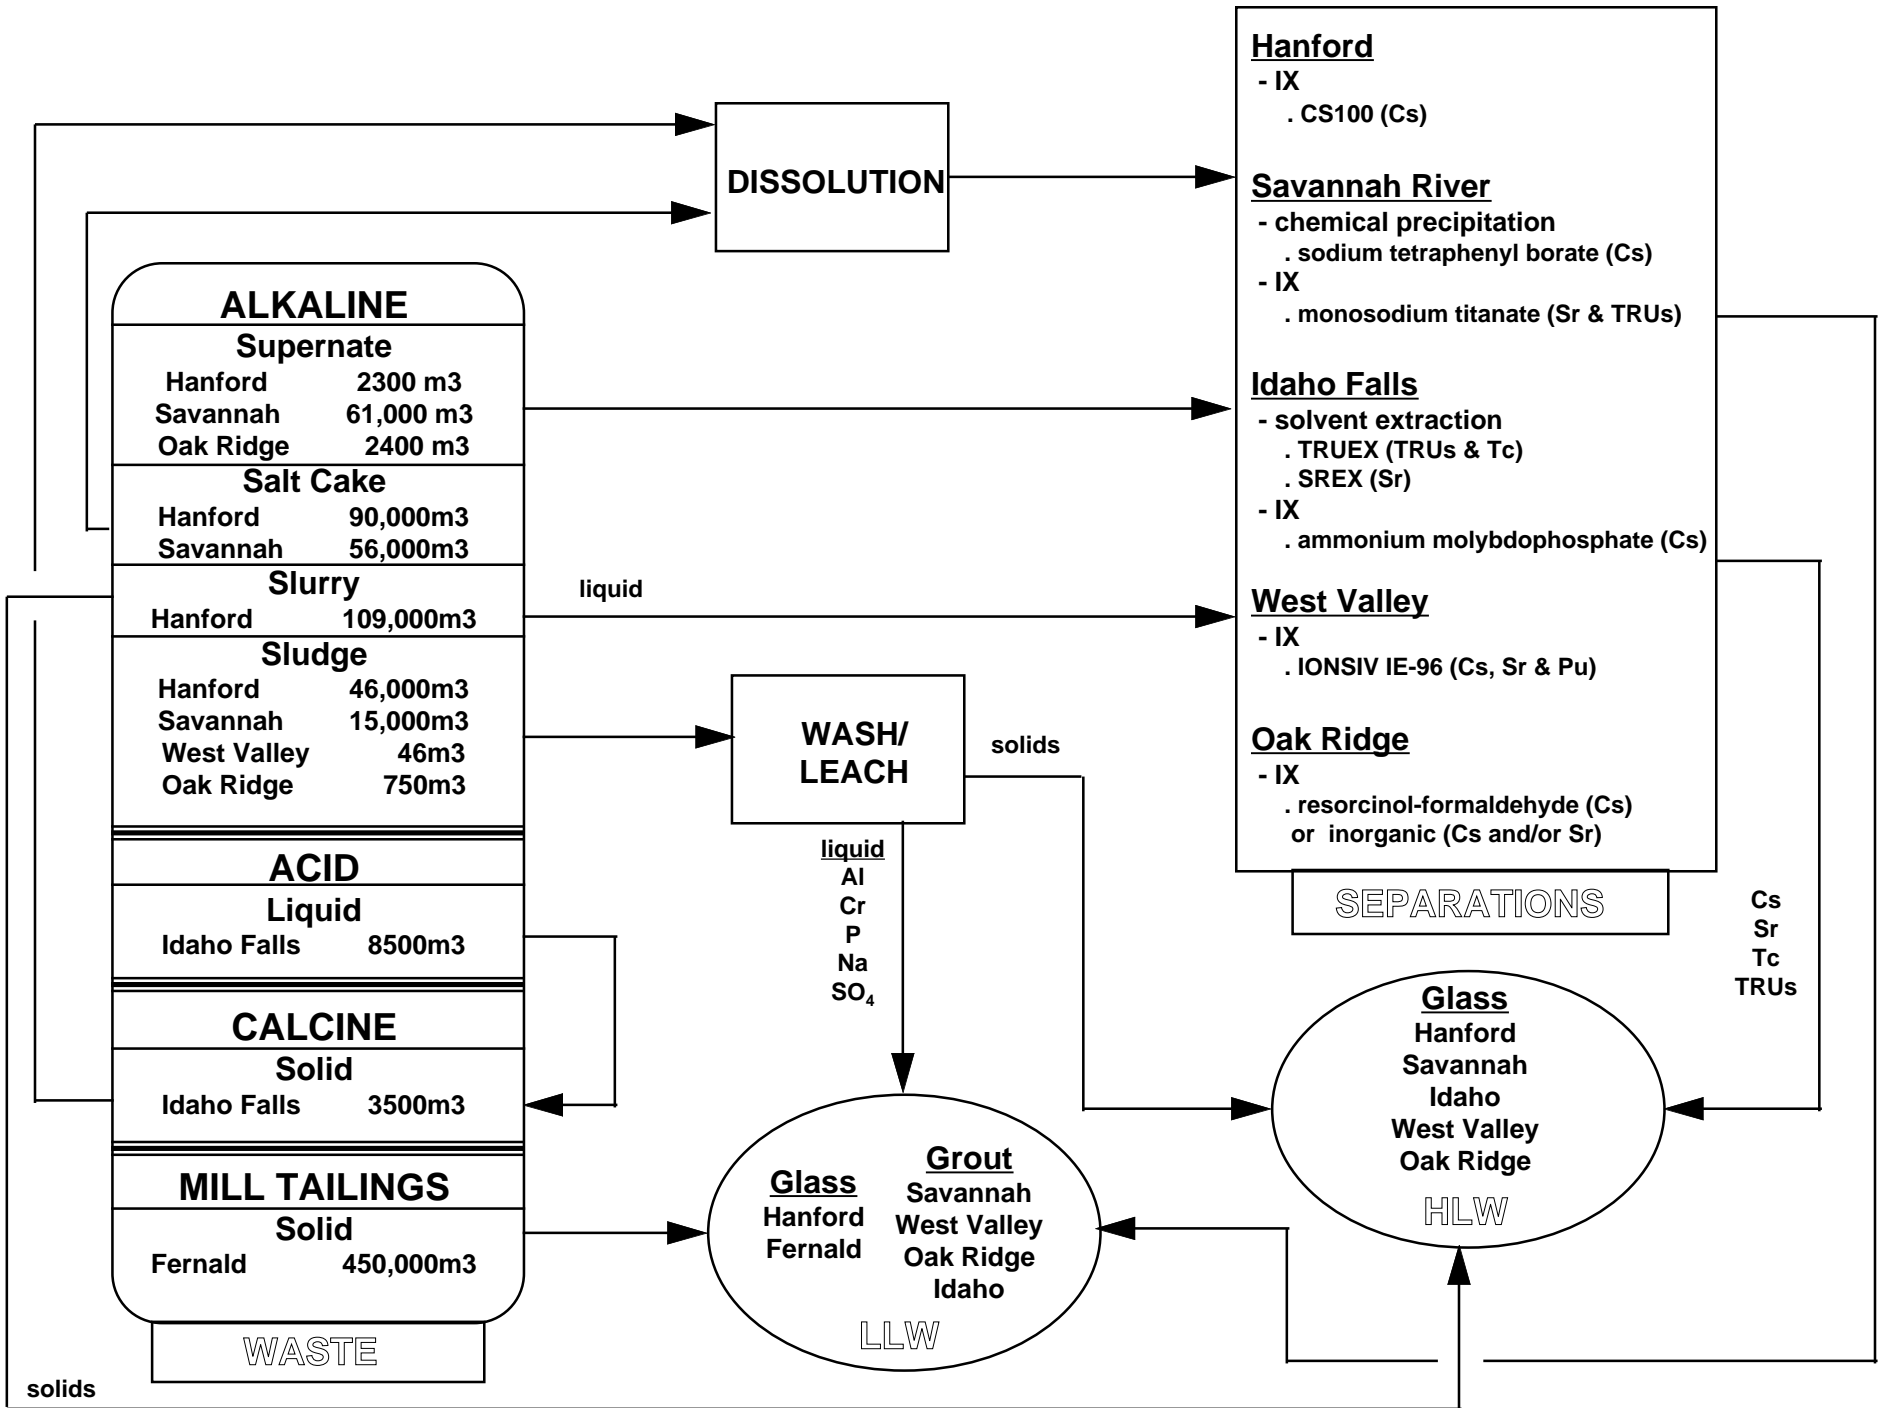 DISSOLUTION
ALKALINE
Supernate
Hanford 2300 m3
Savannah 61,000 m3
Oak Ridge 2400 m3
Salt Cake
Hanford 90,000m3
Savannah 56,000m3
Slurry
Hanford 109,000m3
Sludge
Hanford 46,000m3
Savannah 15,000m3
West Valley 46m3
Oak Ridge 750m3
ACID
Liquid
Idaho Falls 8500m3
CALCINE
Solid
Idaho Falls 3500m3
MILL TAILINGS
Solid
Fernald 450,000m3
WASTE
solids
liquid
WASH/
LEACH
solids
liquid
Al
Cr
P
Na
SO4
Glass
Hanford
Fernald
Grout
Savannah
West Valley
Oak Ridge
Idaho
LLW
Hanford
- IX
. CS100 (Cs)
Savannah River
- chemical precipitation
. sodium tetraphenyl borate (Cs)
- IX
. monosodium titanate (Sr & TRUs)
Idaho Falls
- solvent extraction
. TRUEX (TRUs & Tc)
. SREX (Sr)
- IX
. ammonium molybdophosphate (Cs)
West Valley
- IX
. IONSIV IE-96 (Cs, Sr & Pu)
Oak Ridge
- IX
. resorcinol-formaldehyde (Cs)
or inorganic (Cs and/or Sr)
SEPARATIONS
Cs
Sr
Tc
TRUs
Glass
Hanford
Savannah
Idaho
West Valley
Oak Ridge
HLW